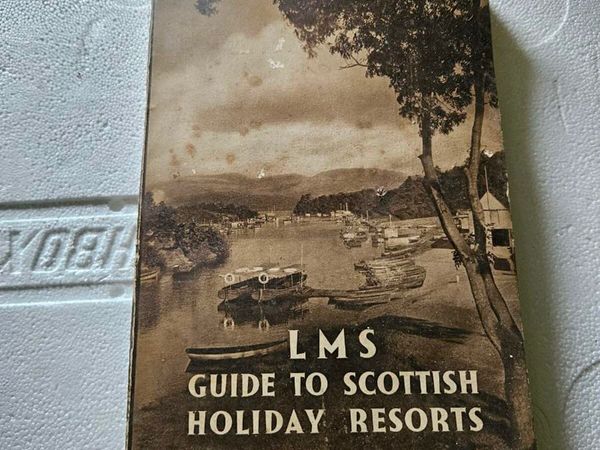 LMS
GUIDE TO SCOTTISH
HOLIDAY RESORTS